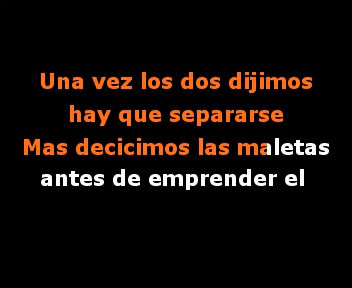 Una vez los dos dijimos
hay que separarse
Mas decicimos las maletas
antes de emprender el